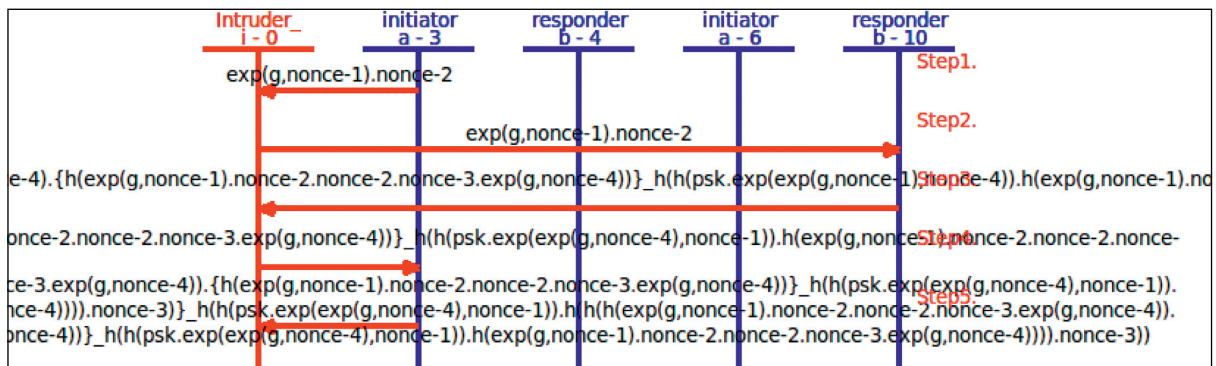 Intruder_ initiator responder initiator responder
i - 0 a - 3 b - 4 a - 6 b - 10
Step1.
exp(g,nonce-1).nonce-2
Step2.
exp(g,nonce-1).nonce-2
e-4).{h(exp(g,nonce-1).nonce-2.nonce-2.nonce-3.exp(g,nonce-4))}_h(h(psk.exp(exp(g,nonce-1),nonce-4)).h(exp(g,nonce-1).no
Step3.
once-2.nonce-2.nonce-3.exp(g,nonce-4))}_h(h(psk.exp(exp(g,nonce-4),nonce-1)).h(exp(g,nonce-1).nonce-2.nonce-2.nonce-
Step4.
ce-3.exp(g,nonce-4)).{h(exp(g,nonce-1).nonce-2.nonce-2.nonce-3.exp(g,nonce-4))}_h(h(psk.exp(exp(g,nonce-4),nonce-1)).
Step5.
nce-4)))).nonce-3)}_h(h(psk.exp(exp(g,nonce-4),nonce-1)).h(h(h(exp(g,nonce-1).nonce-2.nonce-2.nonce-3.exp(g,nonce-4)).
once-4))}_h(h(psk.exp(exp(g,nonce-4),nonce-1)).h(exp(g,nonce-1).nonce-2.nonce-2.nonce-3.exp(g,nonce-4)))).nonce-3))